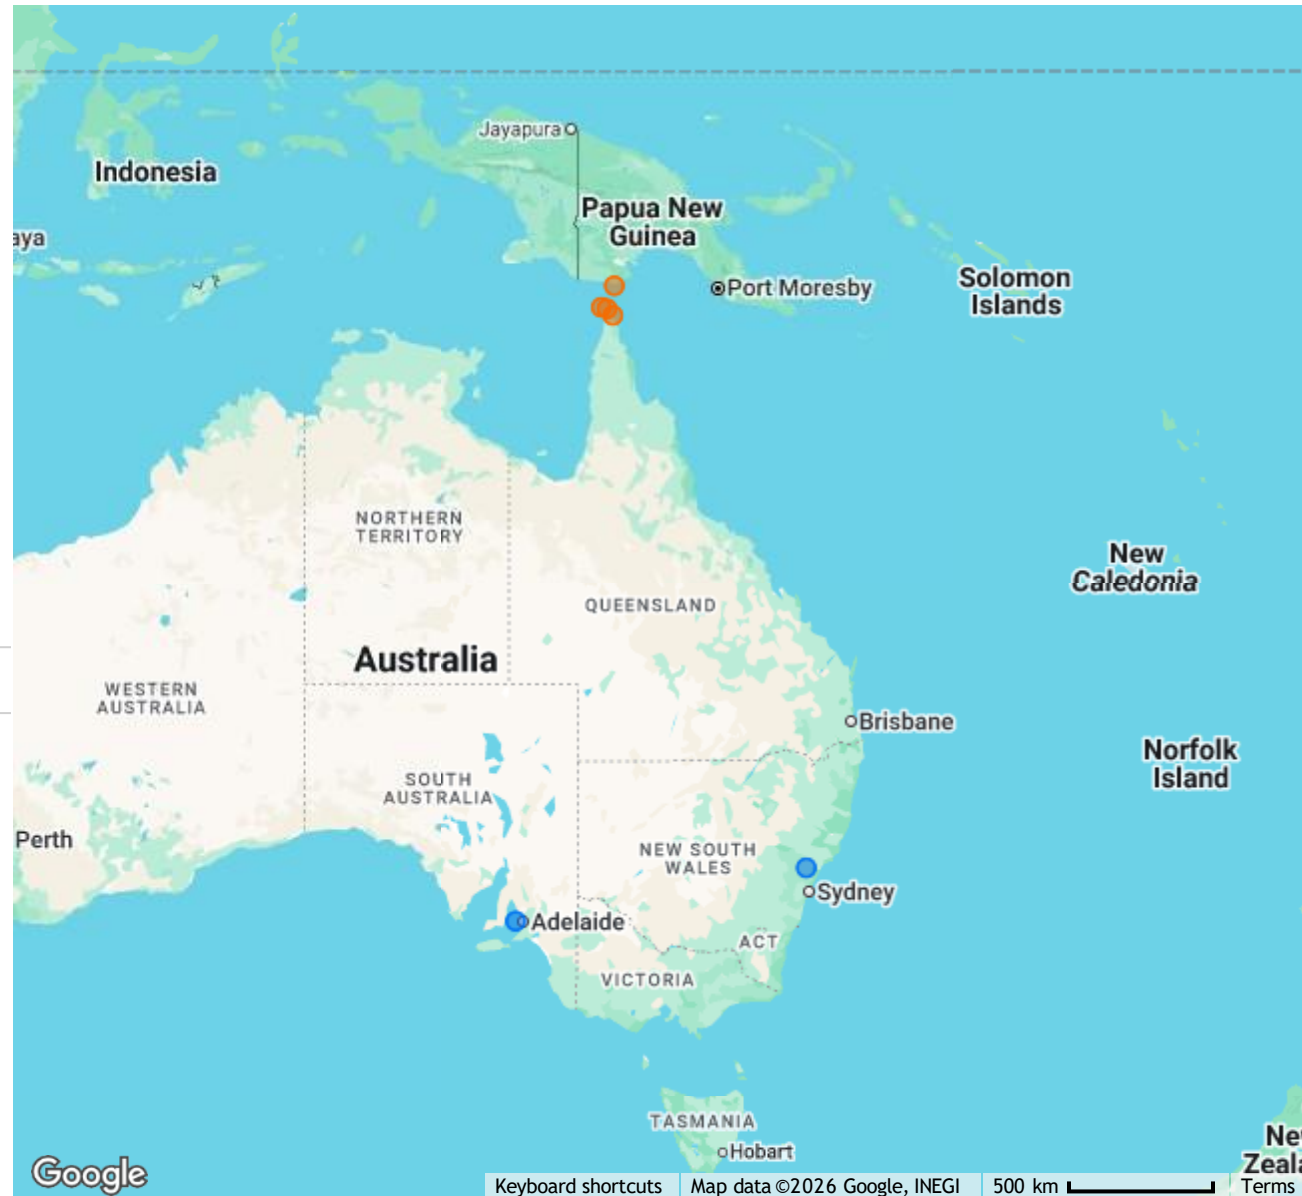 Jayapura
Indonesia
Papua New
Guinea
aya
Port Moresby
Solomon
Islands
NORTHERN
TERRITORY
New
Caledonia
QUEENSLAND
Australia
WESTERN
AUSTRALIA
Brisbane
Norfolk
Island
SOUTH
AUSTRALIA
Perth
NEW SOUTH
WALES
Sydney
Adelaide
ACT
VICTORIA
TASMANIA
Hobart
Ne
Zeala
Google
Keyboard shortcuts Map data ©2026 Google, INEGI 500 km Terms